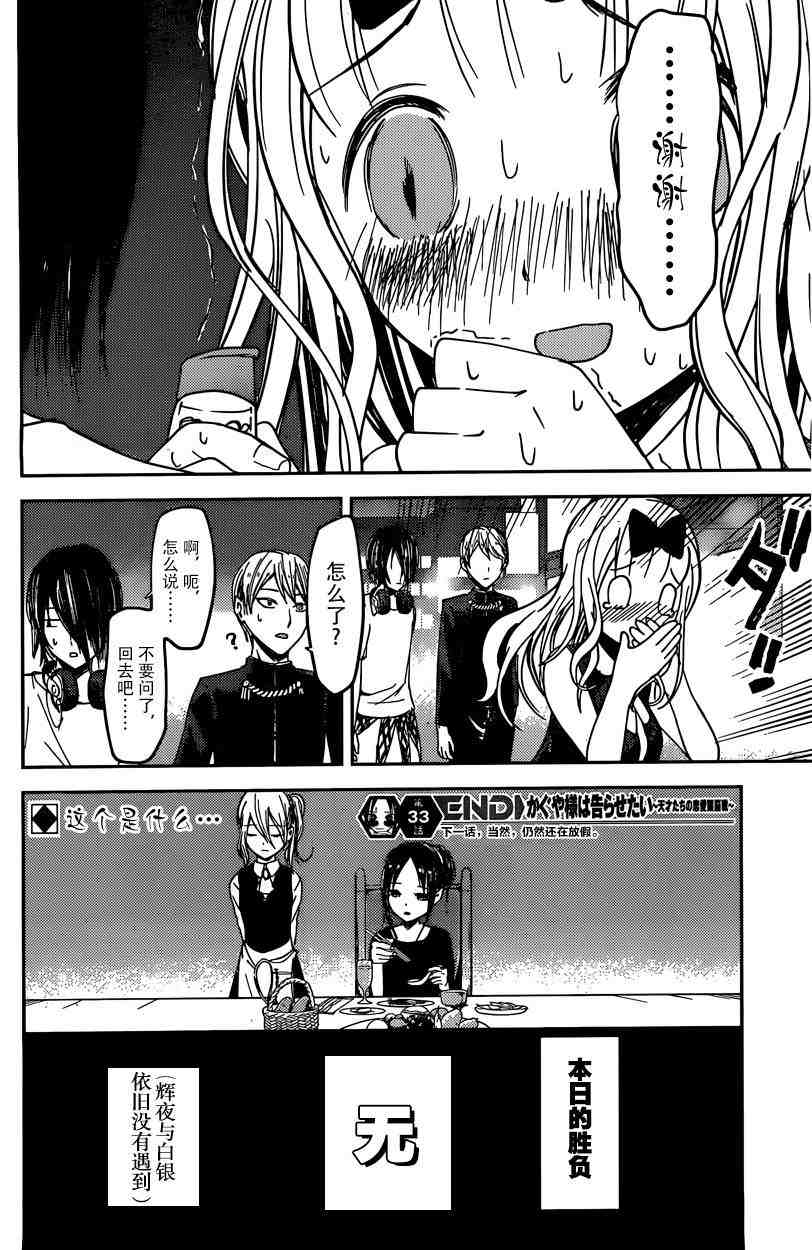 ………谢谢………
ダッ
怎么了？
？
啊，呃，
怎么说……
不要问了，
回去吧……
第
33
話
END
かぐや様は告らせたい
～天才たちの恋愛頭脳戦～
下一话，当然，仍然还在放假。
这个是什么…
本日的胜负
无
（辉夜与白银
依旧没有遇到）